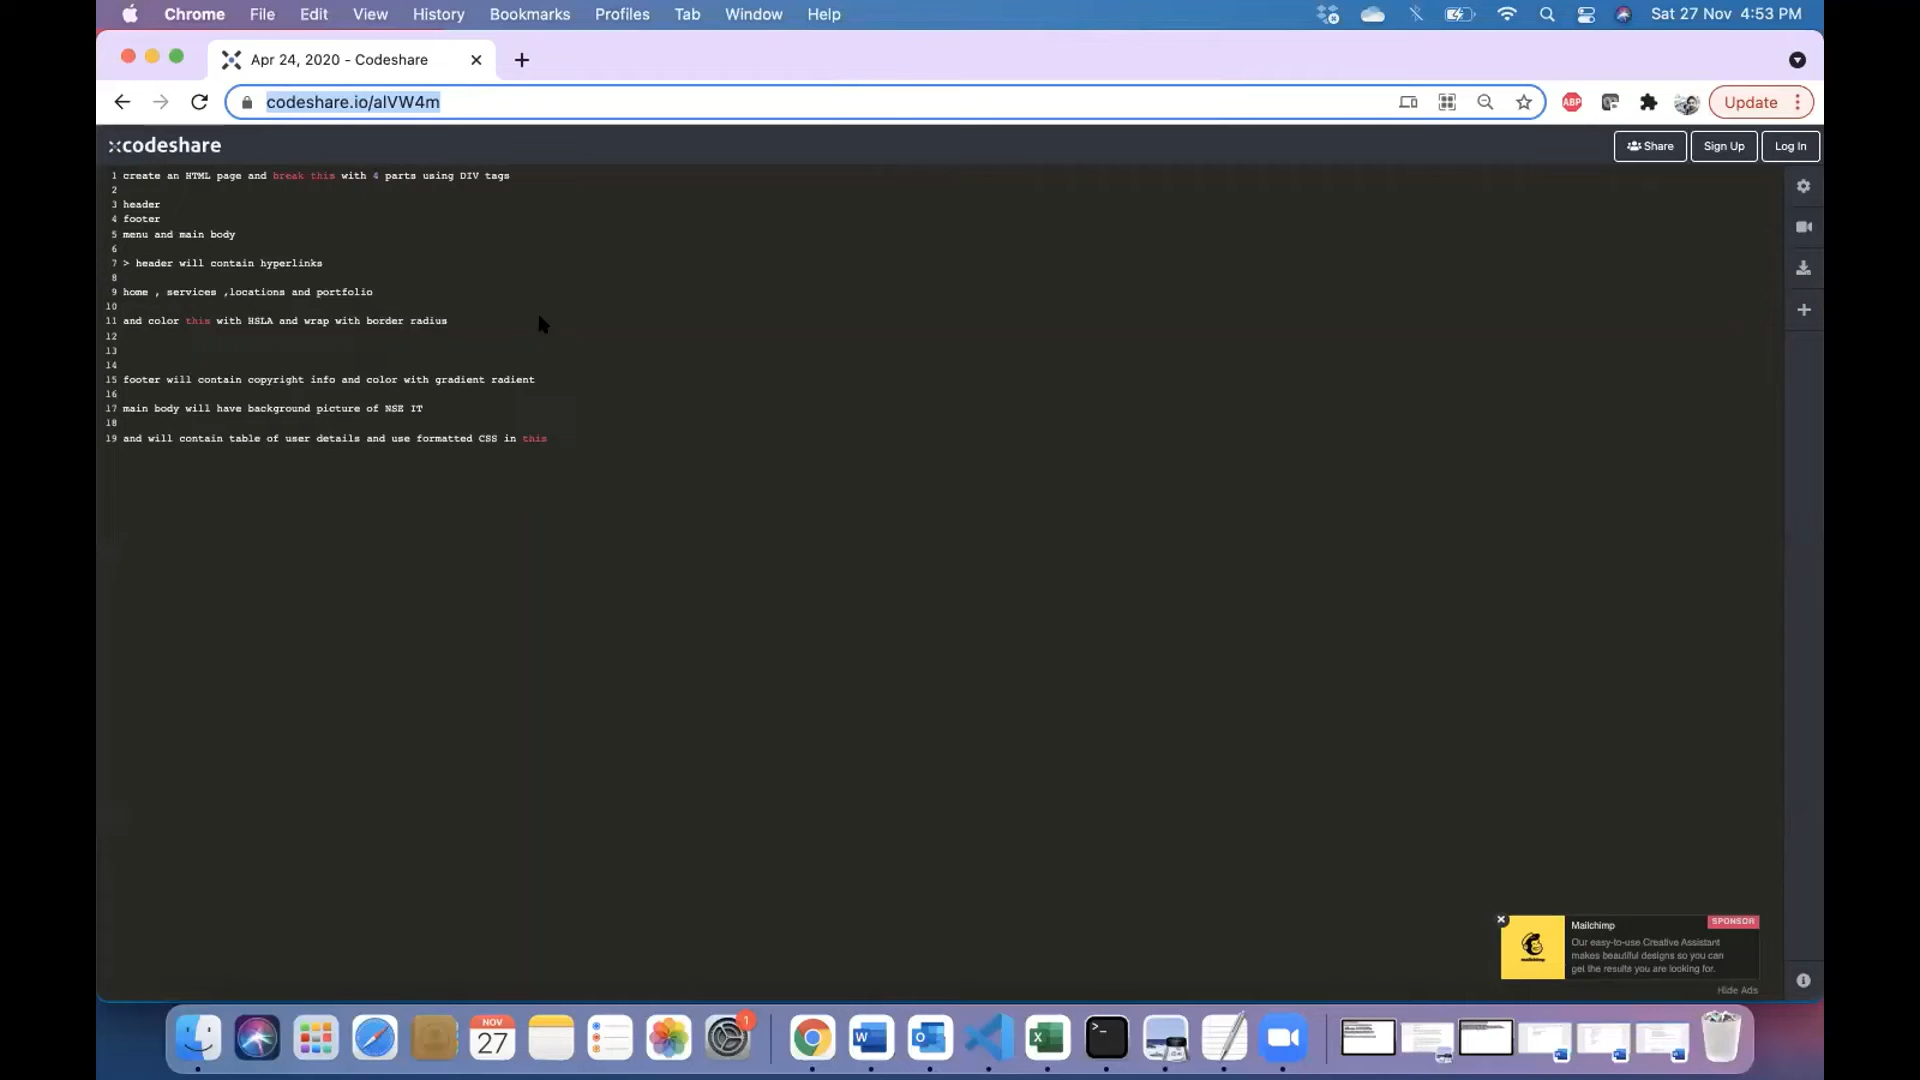 Chrome File Edit View History Bookmarks Profiles Tab Window Help Sat 27 Nov 4:53 PM
Apr 24, 2020 - Codeshare
codeshare.io/alVW4m
ABP
Update
codeshare
Share Sign Up Log In
1 create an HTML page and break this with 4 parts using DIV tags
2
3 header
4 footer
5 menu and main body
6
7 > header will contain hyperlinks
8
9 home , services ,locations and portfolio
10
11 and color this with HSLA and wrap with border radius
12
13
14
15 footer will contain copyright info and color with gradient radient
16
17 main body will have background picture of NSE IT
18
19 and will contain table of user details and use formatted CSS in this
Mailchimp
SPONSOR
Our easy-to-use Creative Assistant
makes beautiful designs so you can
get the results you are looking for.
mailchimp
Hide Ads
NOV
27
1